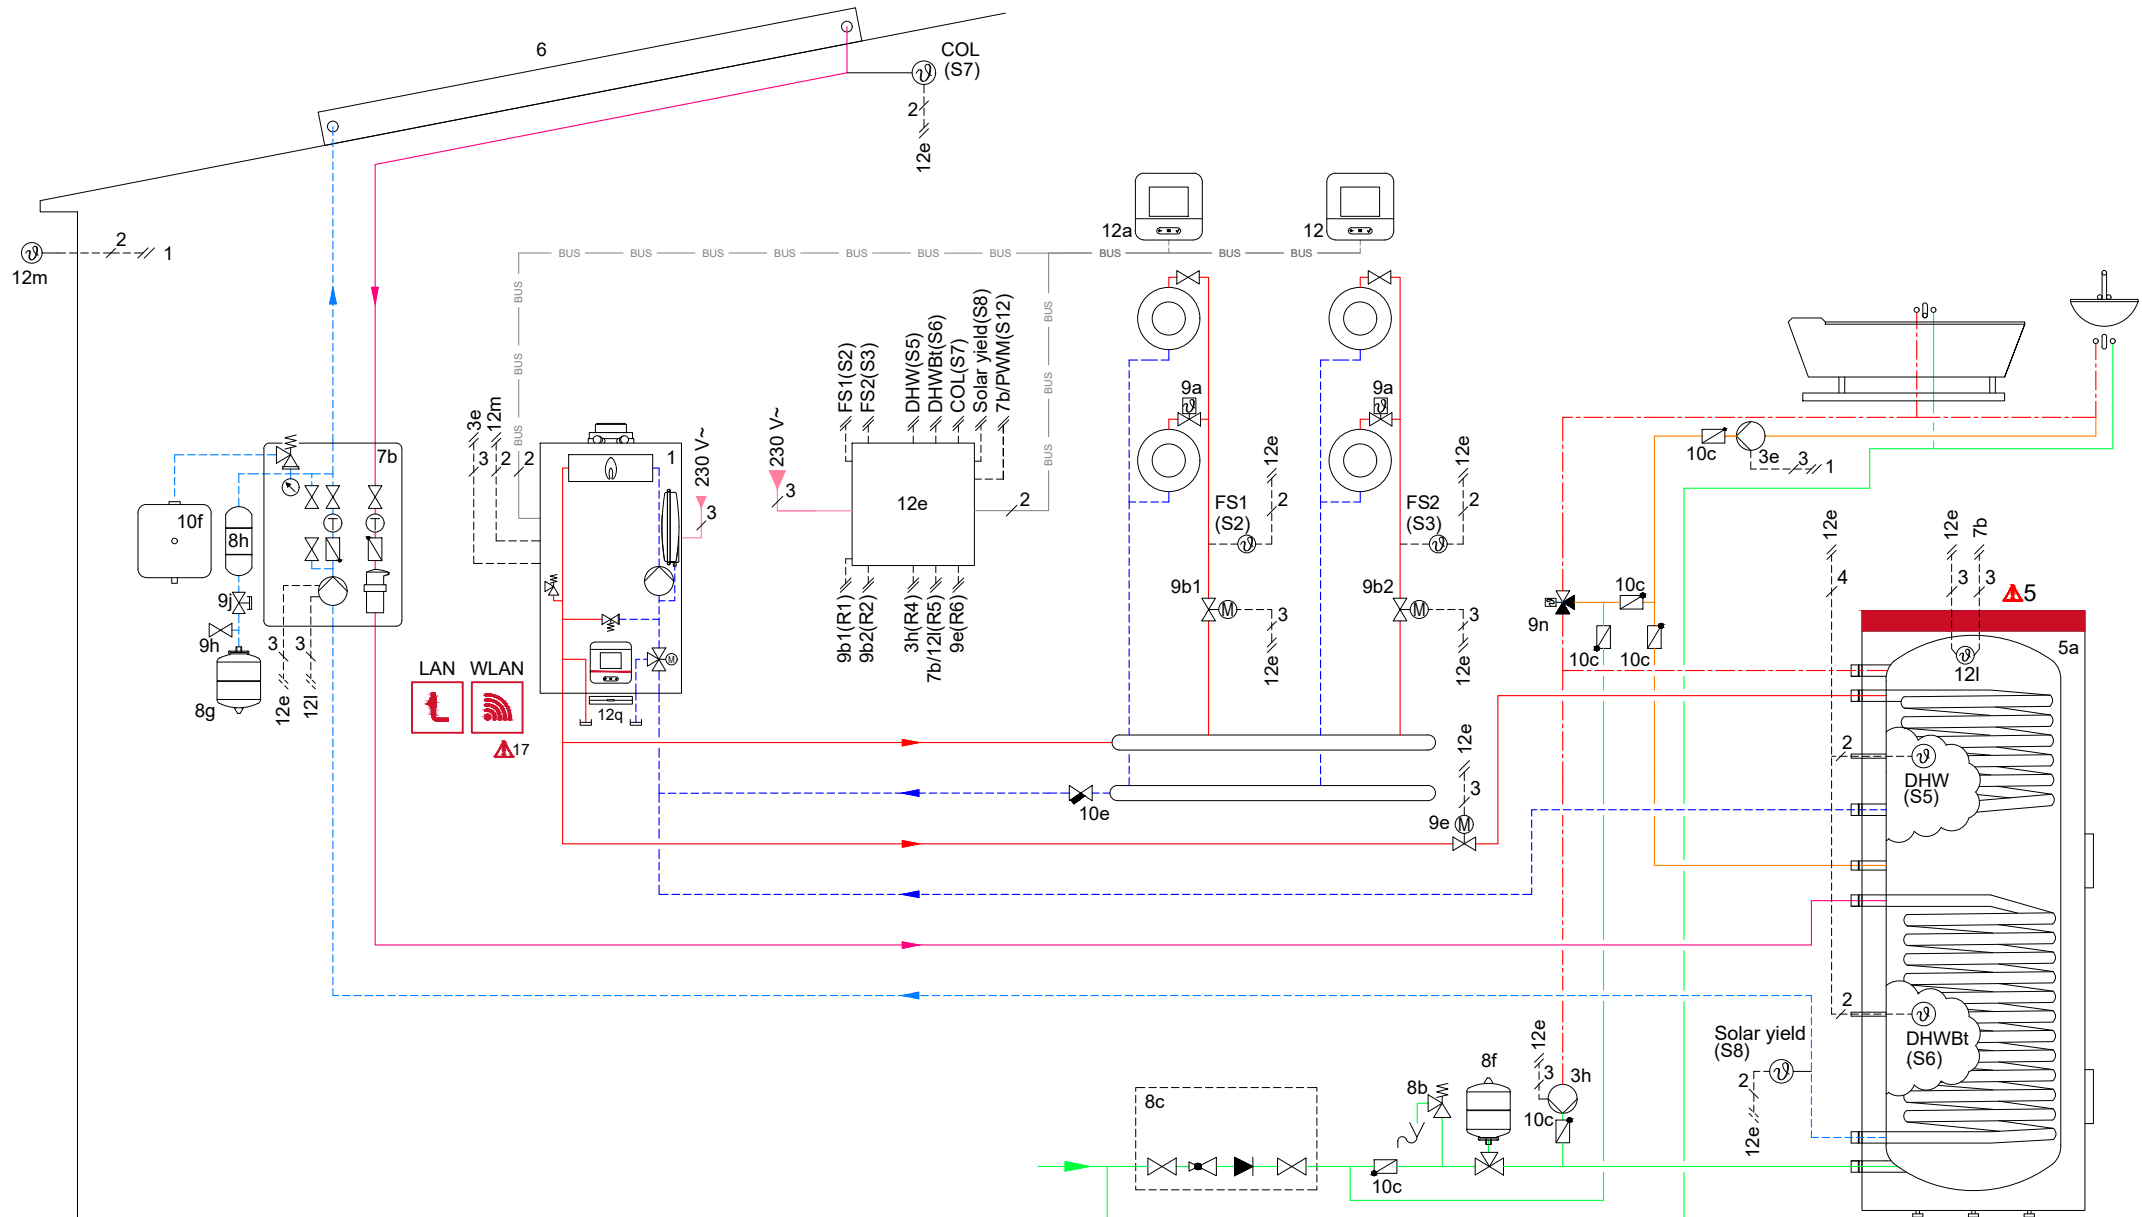 6
COL
(S7)
2
12e
2
1
12m
12a
12
BUS BUS BUS BUS BUS BUS BUS BUS BUS BUS
BUS
BUS
BUS
BUS
BUS
BUS
FS1(S2)
FS2(S3)
DHW(S5)
DHWBt(S6)
COL(S7)
Solar yield(S8)
7b/PWM(S12)
230 V~
3
12e
2
9b1(R1)
9b2(R2)
3h(R4)
7b/12l(R5)
9e(R6)
3e
12m
3
2
2
1
230 V~
3
M
12q
LAN
WLAN
17
7b
T
T
10f
8h
9j
9h
8g
3
3
12e
12l
9a
9a
12e
2
FS1
(S2)
12e
2
FS2
(S3)
9b1
M
3
12e
9b2
M
3
12e
10e
12e
3
9e
M
10c
3e
3
1
9n
10c
10c
10c
12e
4
12e
3
7b
3
5
5a
12l
2
DHW
(S5)
2
DHWBt
(S6)
Solar yield
(S8)
2
12e
8c
8b
8f
12e
3
3h
10c
10c